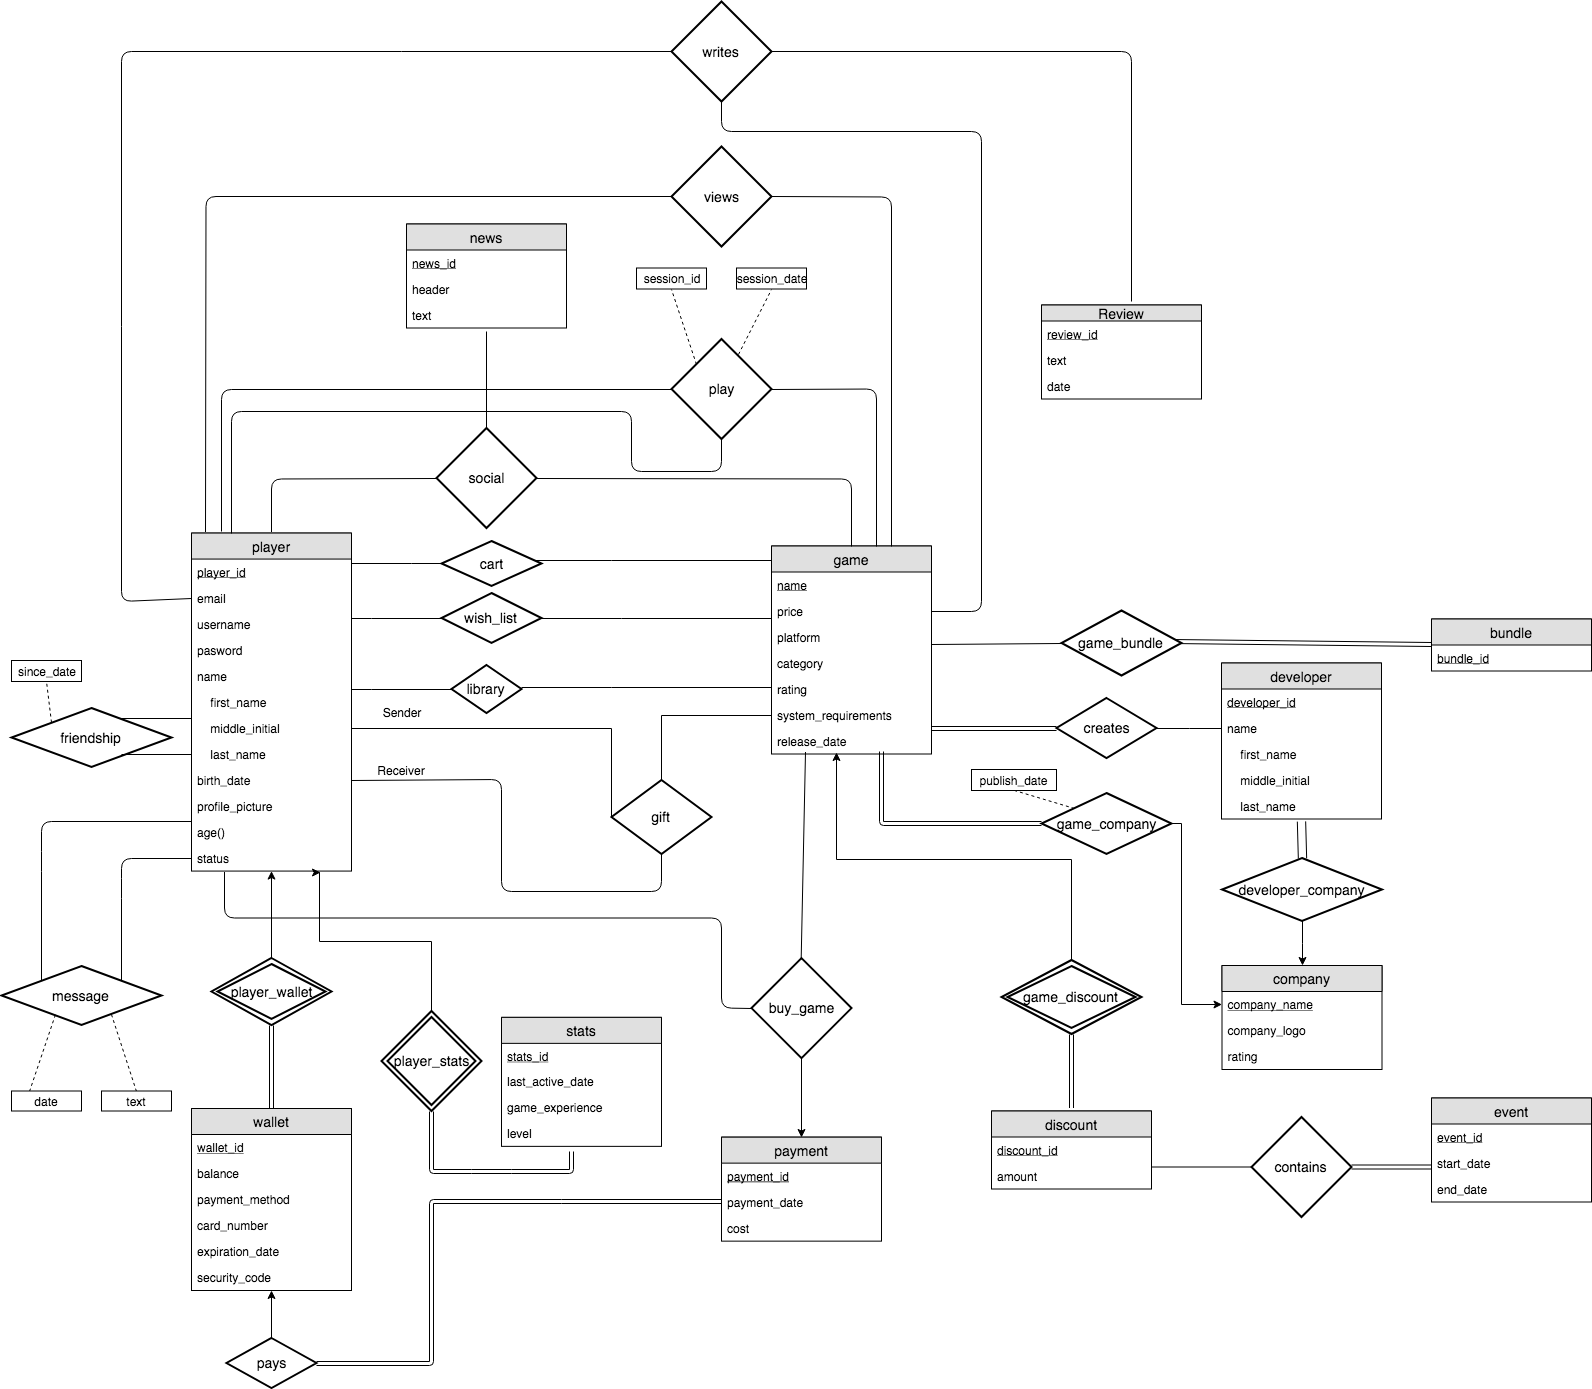 writes
views
news
news_id
header
text
session_id
session_date
Review
review_id
text
date
play
social
player
player_id
email
username
pasword
name
first_name
middle_initial
last_name
birth_date
profile_picture
age()
status
cart
wish_list
library
Sender
Receiver
gift
game
name
price
platform
category
rating
system_requirements
release_date
game_bundle
bundle
bundle_id
developer
developer_id
name
first_name
middle_initial
last_name
creates
since_date
friendship
publish_date
game_company
developer_company
company
company_name
company_logo
rating
message
date
text
player_wallet
player_stats
stats
stats_id
last_active_date
game_experience
level
buy_game
game_discount
wallet
wallet_id
balance
payment_method
card_number
expiration_date
security_code
payment
payment_id
payment_date
cost
discount
discount_id
amount
contains
event
event_id
start_date
end_date
pays